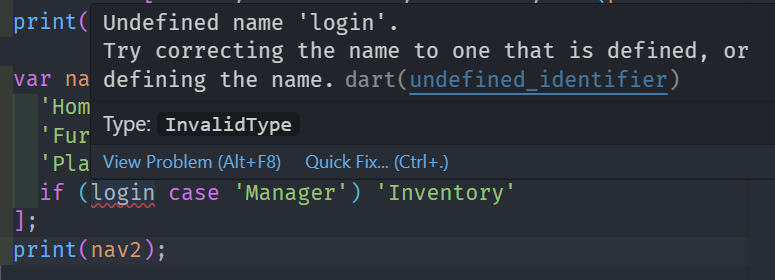 print(
Undefined name 'login'.
Try correcting the name to one that is defined, or
defining the name. dart(undefined_identifier)
Type: InvalidType
View Problem (Alt+F8) Quick Fix... (Ctrl+.)
var na
'Hom
'Fur
'Pla
if (login case 'Manager') 'Inventory'
];
print(nav2);